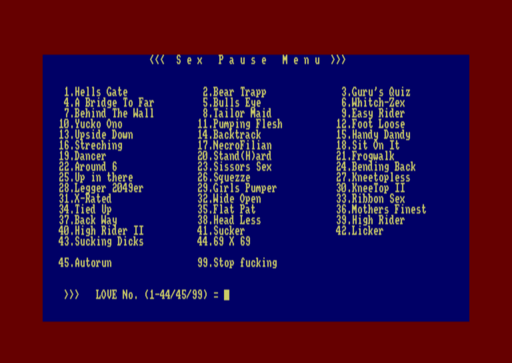 <<< Sex Pause Menu >>>
1.Hells Gate 2.Bear Trapp 3.Guru's Quiz
4.A Bridge To Far 5.Bulls Eye 6.Whitch-Zex
7.Behind The Wall 8.Tailor Maid 9.Easy Rider
10.Yucko Ono 11.Pumping Flesh 12.Foot Loose
13.Upside Down 14.Backtrack 15.Handy Dandy
16.Streching 17.NecroFilian 18.Sit On It
19.Dancer 20.Stand(H)ard 21.Frogwalk
22.Around 6 23.Sissors Sex 24.Bending Back
25.Up in there 26.Squezze 27.Kneetopless
28.Legger 2049er 29.Girls Pumper 30.KneeTop II
31.X-Rated 32.Wide Open 33.Ribbon Sex
34.Tied Up 35.Flat Pat 36.Mothers Finest
37.Back Way 38.Head Less 39.High Rider
40.High Rider II 41.Sucker 42.Licker
43.Sucking Dicks 44.69 X 69
45.Autorun 99.Stop fucking
>>> LOVE No. (1-44/45/99) =